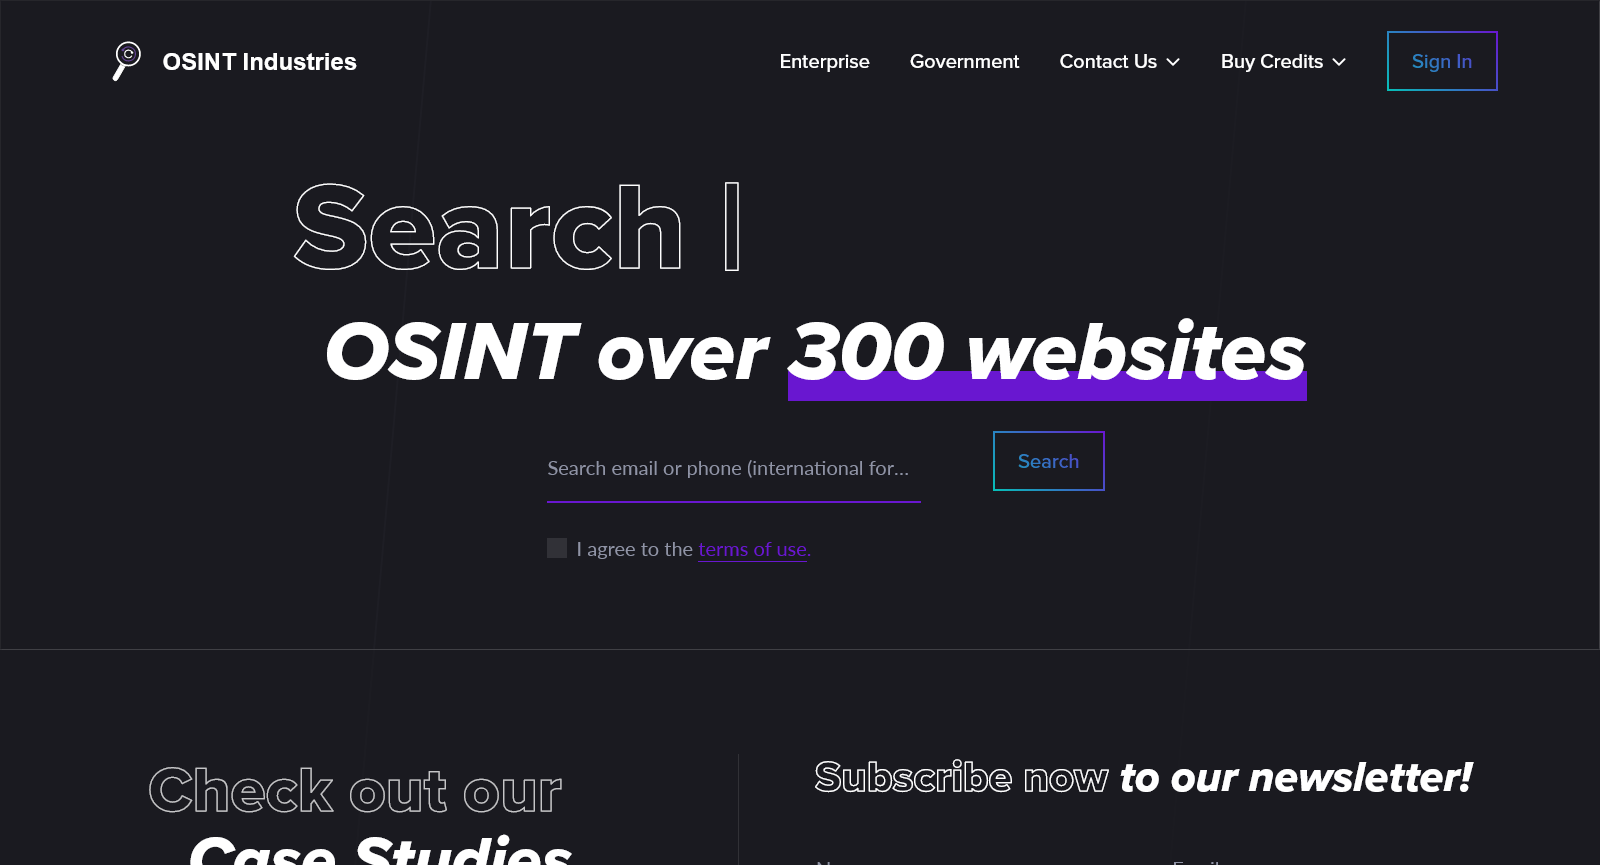 OSINT Industries
Enterprise
Government
Contact Us
Buy Credits
Sign In
Search |
OSINT over 300 websites
Search email or phone (international for...
Search
I agree to the terms of use.
Check out our
Case Studies
Subscribe now to our newsletter!